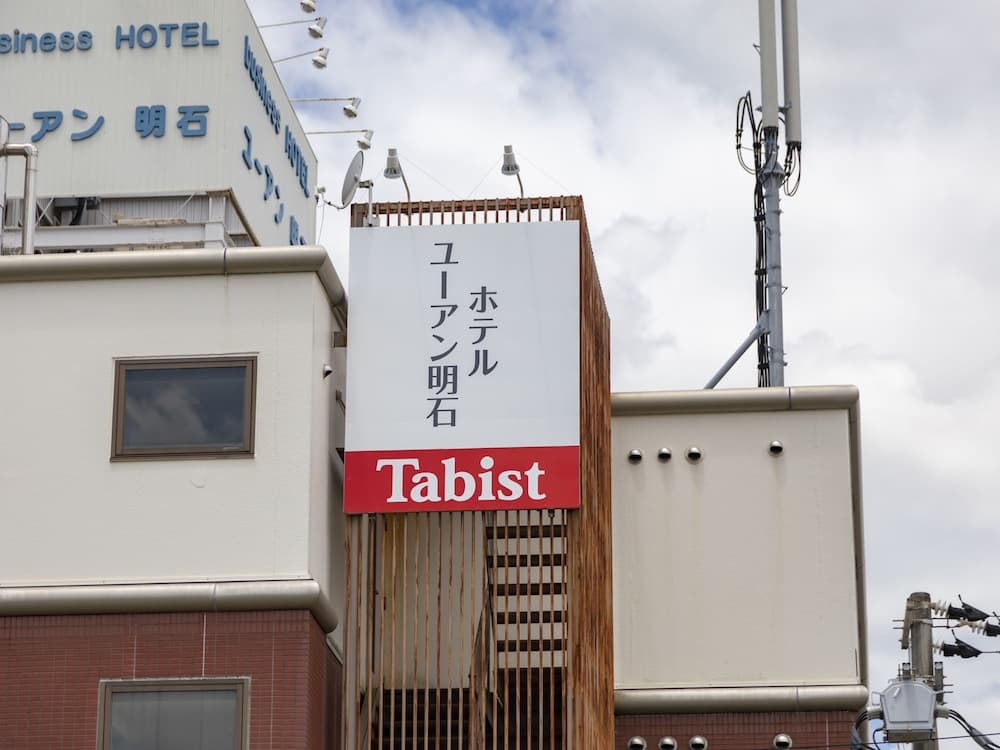 siness HOTEL
ーアン 明石
business HOTEL
ユーアン 明
ホテル
ユーアン明石
Tabist